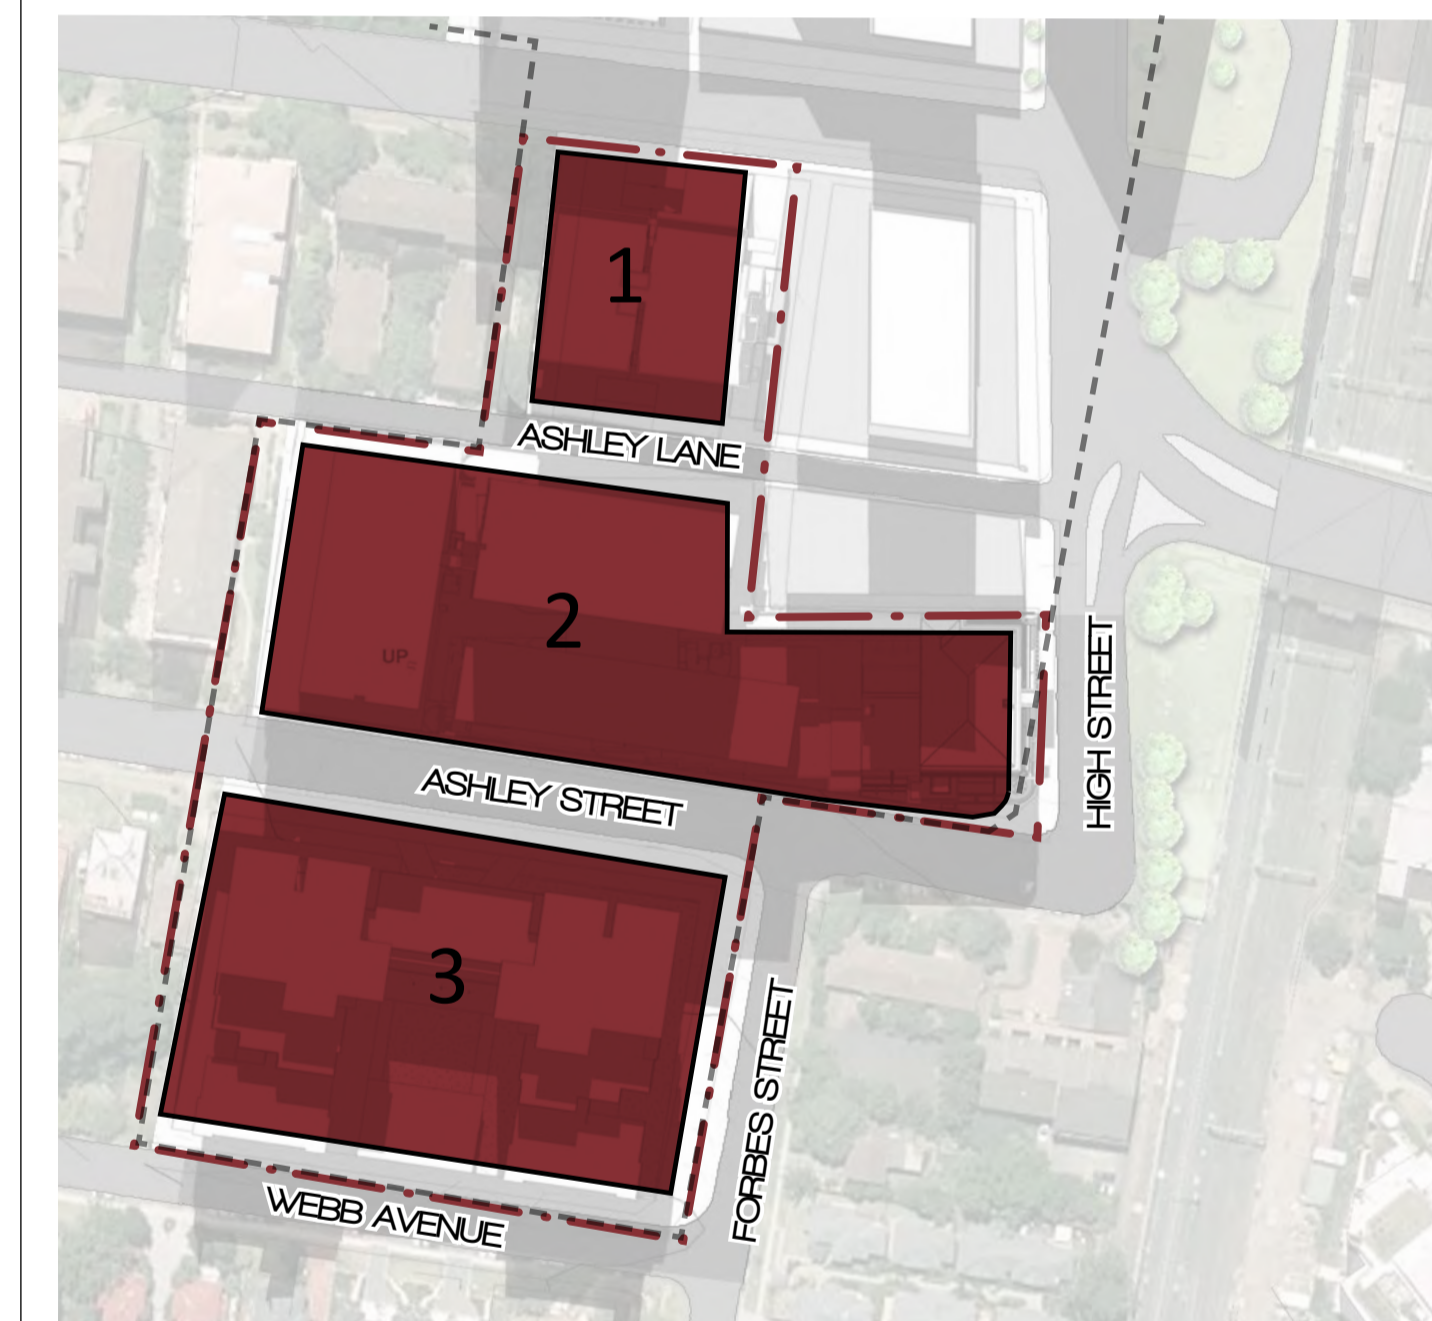 1
ASHLEY LANE
2
UP
HIGH STREET
ASHLEY STREET
3
FORBES STREET
WEBB AVENUE